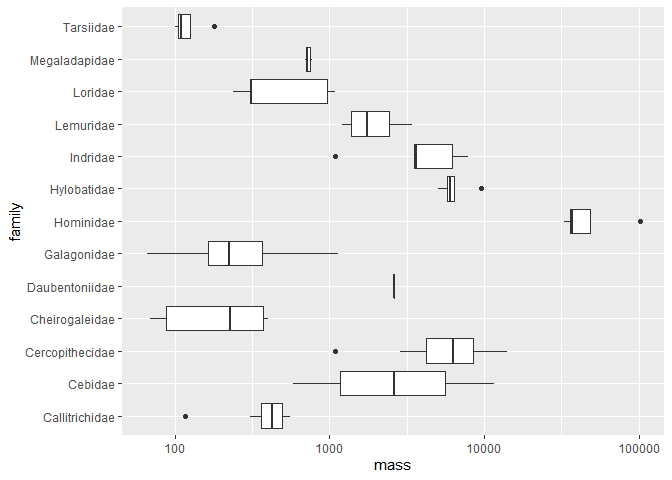 Tarsiidae
Megaladapidae
Loridae
Lemuridae
Indridae
Hylobatidae
Hominidae
Galagonidae
Daubentoniidae
Cheirogaleidae
Cercopithecidae
Cebidae
Callitrichidae
family
100 1000 10000 100000
mass